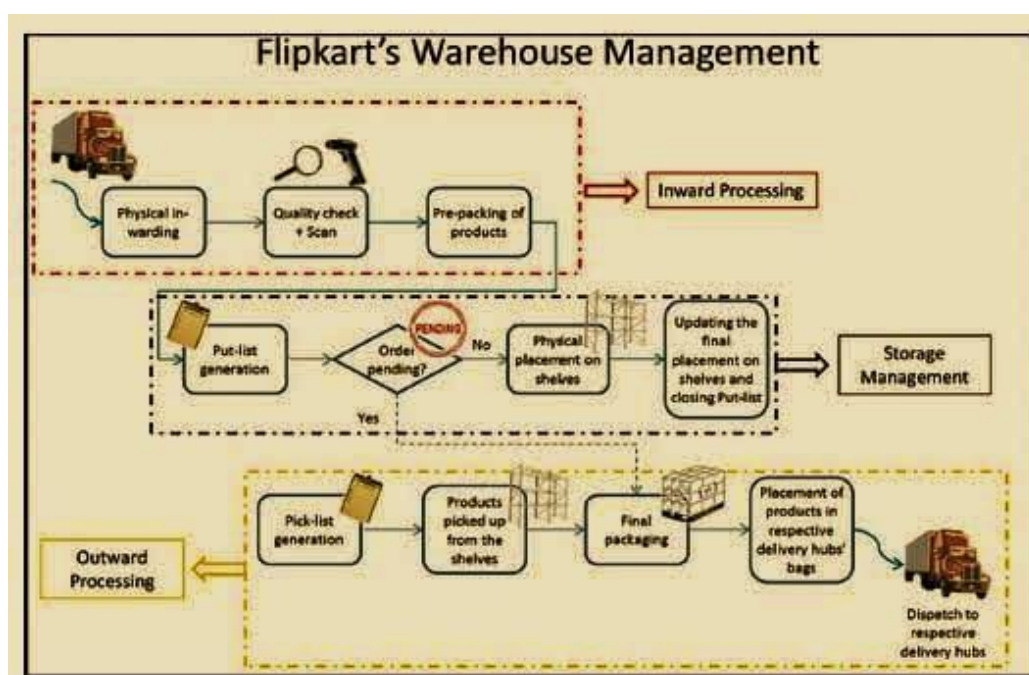 Flipkart's Warehouse Management
Physical in-
warding
Quality check
+ Scan
Pre-packing of
products
Inward Processing
Put-list
generation
Order
pending?
PENDING
No
Yes
Physical
placement on
shelves
Updating the
final
placement on
shelves and
closing Put-list
Storage
Management
Pick-list
generation
Products
picked up
from the
shelves
Final
packaging
Placement of
products in
respective
delivery hubs'
bags
Outward
Processing
Dispatch to
respective
delivery hubs